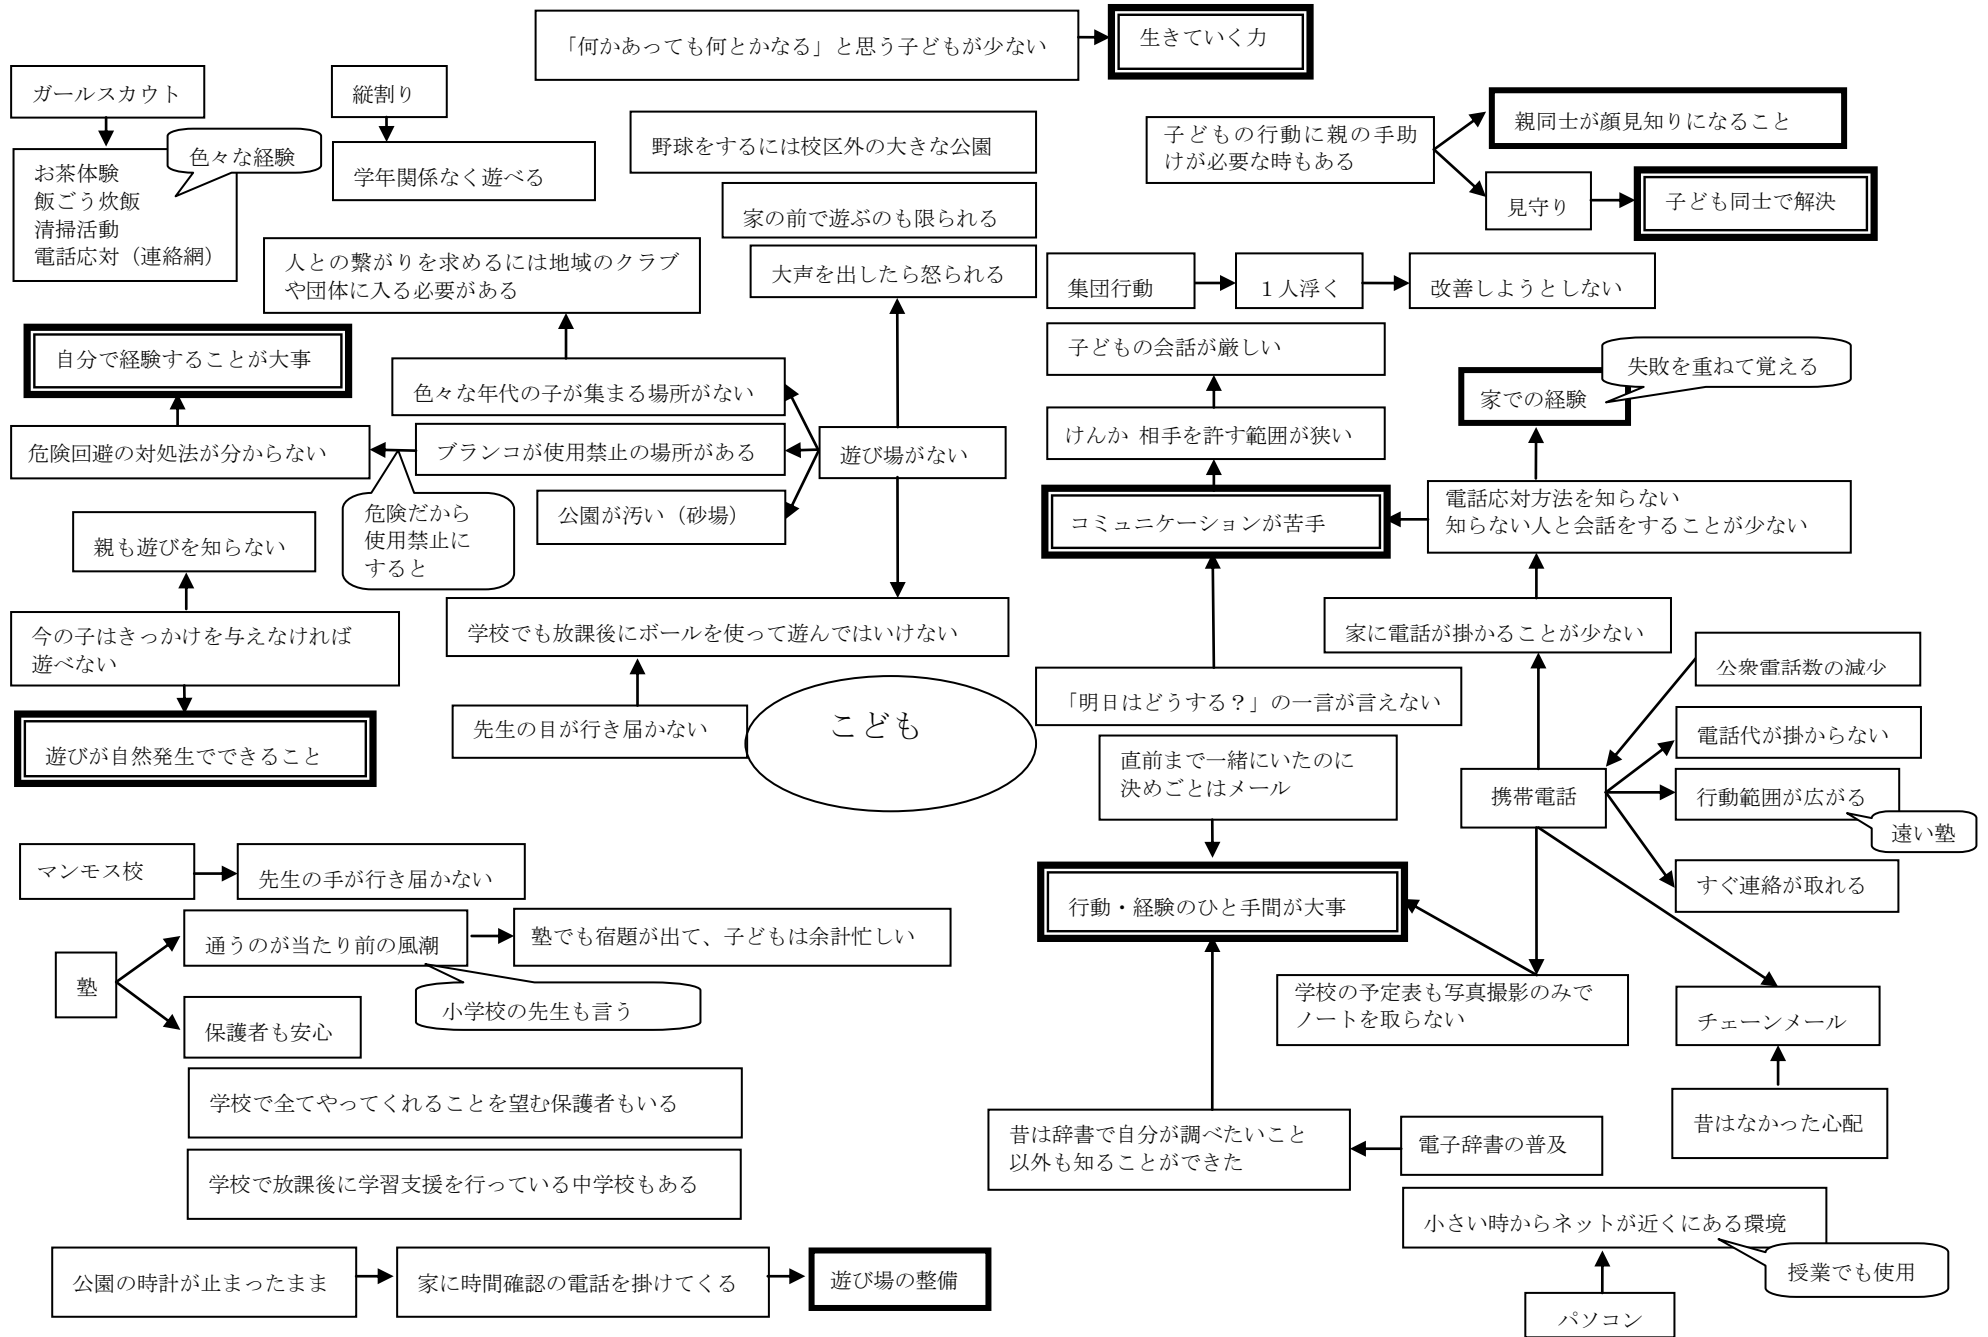 「何かあっても何とかなる」と思う子どもが少ない
生きていく力
ガールスカウト
縦割り
色々な経験
お茶体験
飯ごう炊飯
清掃活動
電話応対（連絡網）
学年関係なく遊べる
野球をするには校区外の大きな公園
家の前で遊ぶのも限られる
大声を出したら怒られる
子どもの行動に親の手助
けが必要な時もある
親同士が顔見知りになること
見守り
子ども同士で解決
人との繋がりを求めるには地域のクラブ
や団体に入る必要がある
集団行動
１人浮く
改善しようとしない
自分で経験することが大事
色々な年代の子が集まる場所がない
子どもの会話が厳しい
失敗を重ねて覚える
家での経験
危険回避の対処法が分からない
ブランコが使用禁止の場所がある
遊び場がない
けんか 相手を許す範囲が狭い
公園が汚い（砂場）
危険だから
使用禁止に
すると
コミュニケーションが苦手
電話応対方法を知らない
知らない人と会話をすることが少ない
親も遊びを知らない
今の子はきっかけを与えなければ
遊べない
学校でも放課後にボールを使って遊んではいけない
家に電話が掛かることが少ない
公衆電話数の減少
遊びが自然発生でできること
先生の目が行き届かない
こども
「明日はどうする？」の一言が言えない
電話代が掛からない
直前まで一緒にいたのに
決めごとはメール
携帯電話
行動範囲が広がる
遠い塾
すぐ連絡が取れる
マンモス校
先生の手が行き届かない
行動・経験のひと手間が大事
塾
通うのが当たり前の風潮
塾でも宿題が出て、子どもは余計忙しい
小学校の先生も言う
保護者も安心
学校の予定表も写真撮影のみで
ノートを取らない
チェーンメール
学校で全てやってくれることを望む保護者もいる
昔はなかった心配
昔は辞書で自分が調べたいこと
以外も知ることができた
電子辞書の普及
学校で放課後に学習支援を行っている中学校もある
小さい時からネットが近くにある環境
授業でも使用
公園の時計が止まったまま
家に時間確認の電話を掛けてくる
遊び場の整備
パソコン